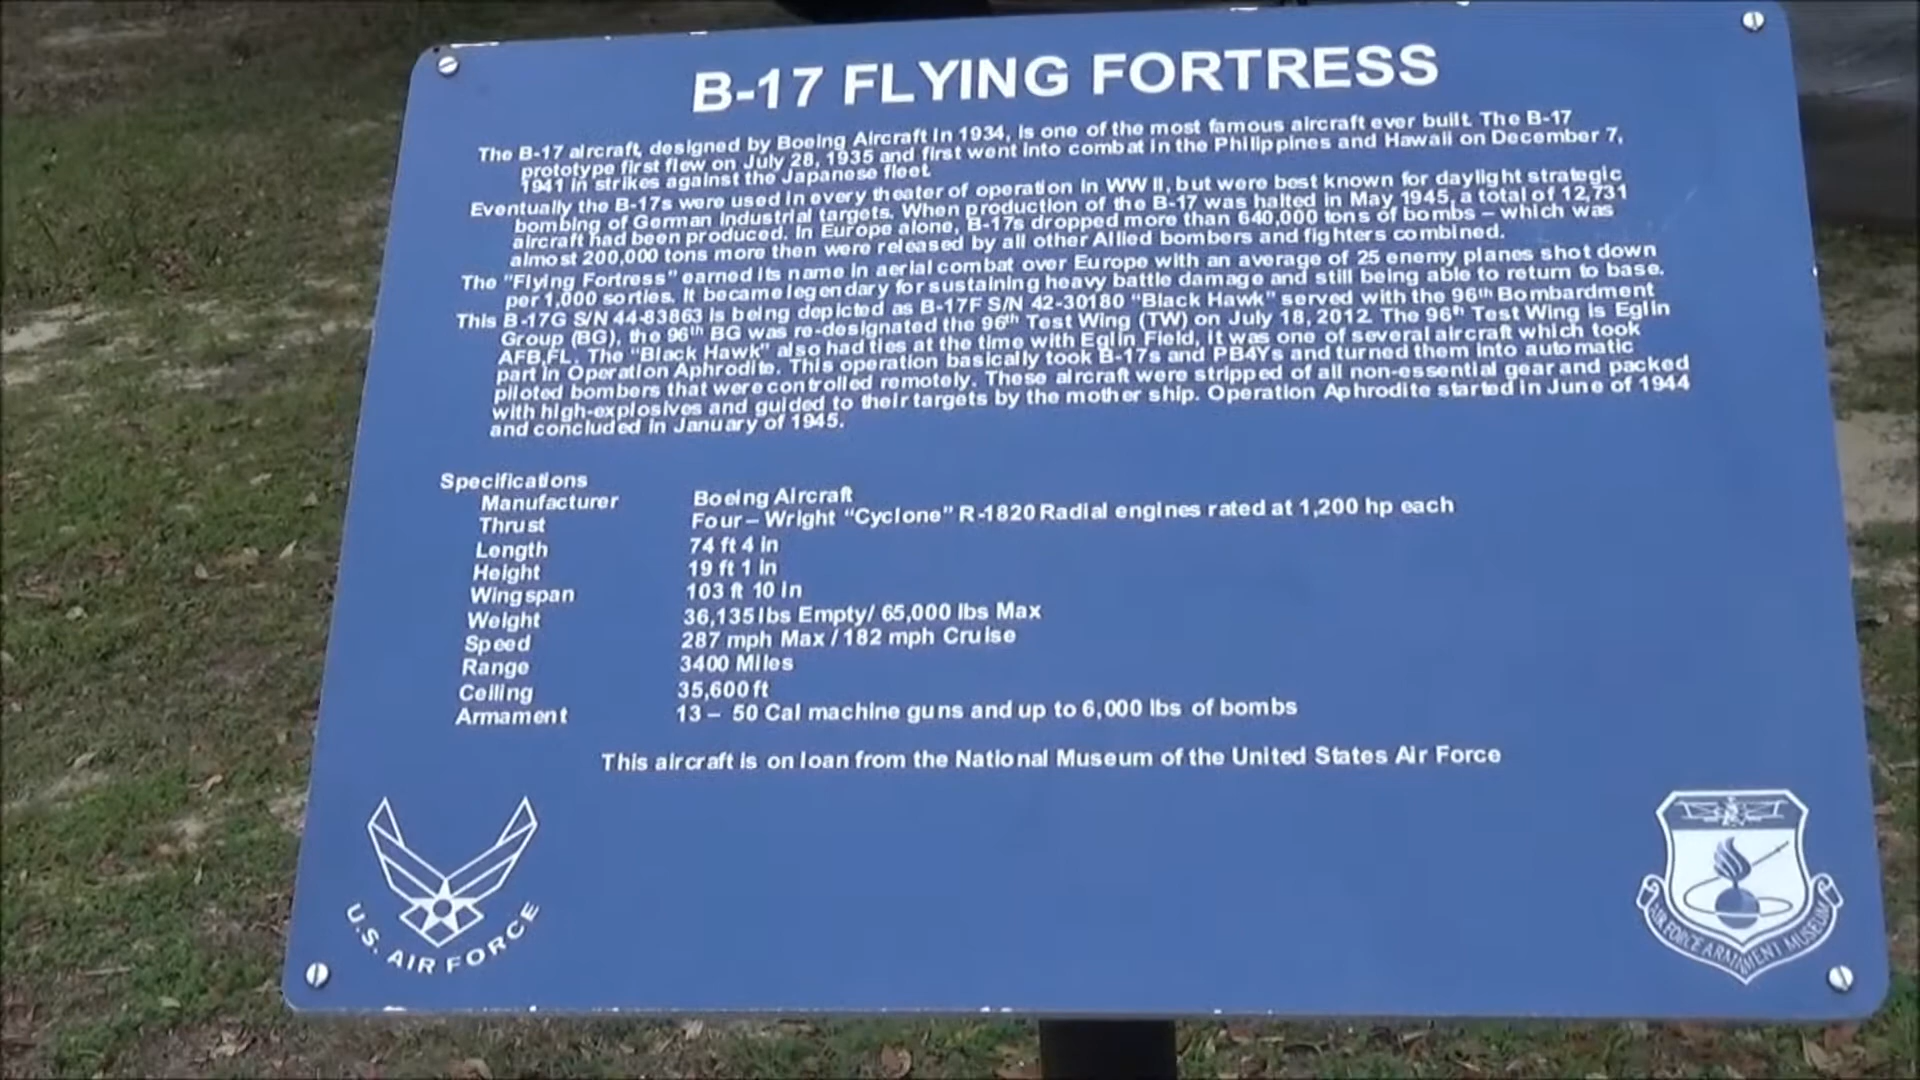 B-17 FLYING FORTRESS
The B-17 aircraft, designed by Boeing Aircraft in 1934, is one of the most famous aircraft ever built. The B-17
prototype first flew on July 28, 1935 and first went into combat in the Philippines and Hawaii on December 7,
1941 in strikes against the Japanese fleet.
Eventually the B-17s were used in every theater of operation in WW II, but were best known for daylight strategic
bombing of German industrial targets. When production of the B-17 was halted in May 1945, a total of 12,731
aircraft had been produced. In Europe alone, B-17s dropped more than 640,000 tons of bombs – which was
almost 200,000 tons more then were released by all other Allied bombers and fighters combined.
The "Flying Fortress" earned its name in aerial combat over Europe with an average of 25 enemy planes shot down
per 1,000 sorties. It became legendary for sustaining heavy battle damage and still being able to return to base.
This B-17G S/N 44-83863 is being depicted as B-17F S/N 42-30180 "Black Hawk" served with the 96th Bombardment
Group (BG), the 96th BG was re-designated the 96th Test Wing (TW) on July 18, 2012. The 96th Test Wing is Eglin
AFB,FL. The "Black Hawk" also had ties at the time with Eglin Field, it was one of several aircraft which took
part in Operation Aphrodite. This operation basically took B-17s and PB4Ys and turned them into automatic
piloted bombers that were controlled remotely. These aircraft were stripped of all non-essential gear and packed
with high-explosives and guided to their targets by the mother ship. Operation Aphrodite started in June of 1944
and concluded in January of 1945.
Specifications
Manufacturer Boeing Aircraft
Thrust Four – Wright "Cyclone" R-1820 Radial engines rated at 1,200 hp each
Length 74 ft 4 in
Height 19 ft 1 in
Wingspan 103 ft 10 in
Weight 36,135 lbs Empty/ 65,000 lbs Max
Speed 287 mph Max / 182 mph Cruise
Range 3400 Miles
Ceiling 35,600 ft
Armament 13 – 50 Cal machine guns and up to 6,000 lbs of bombs
This aircraft is on loan from the National Museum of the United States Air Force
U.S. AIR FORCE
AIR FORCE ARMAMENT MUSEUM